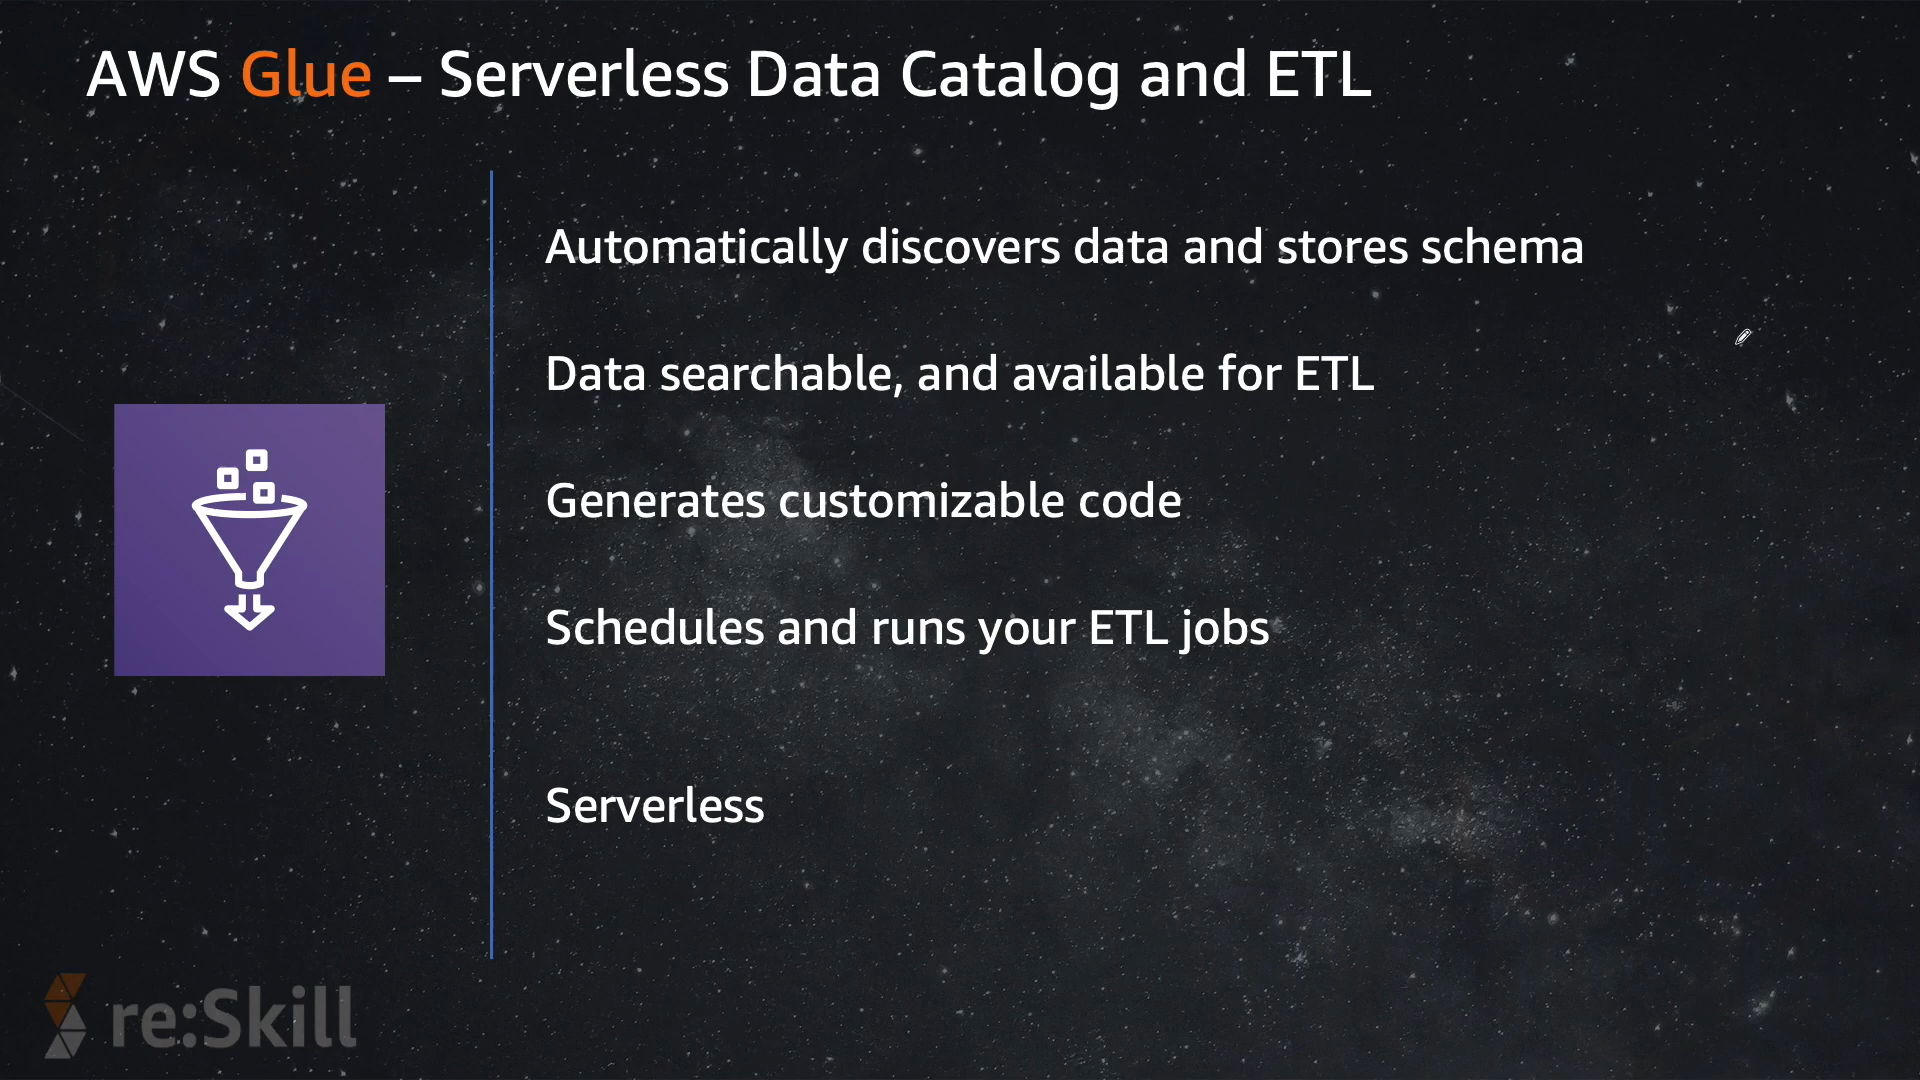 AWS Glue – Serverless Data Catalog and ETL
Automatically discovers data and stores schema
Data searchable, and available for ETL
Generates customizable code
Schedules and runs your ETL jobs
Serverless
re:Skill